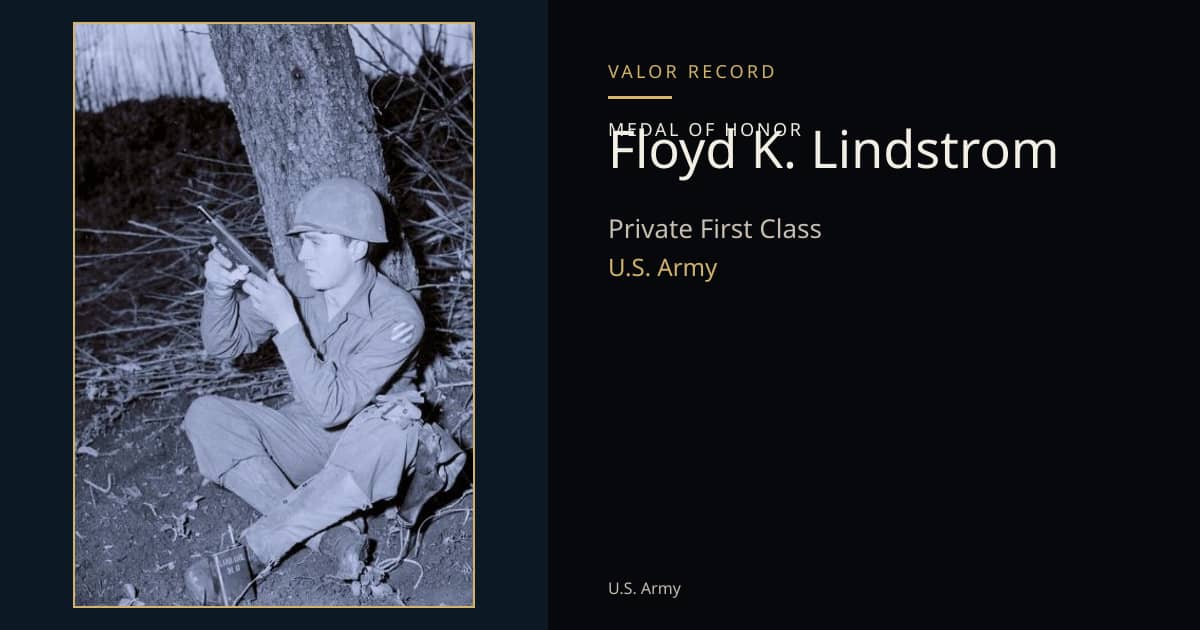 VALOR RECORD
MEDAL OF HONOR
Floyd K. Lindstrom
Private First Class
U.S. Army
U.S. Army